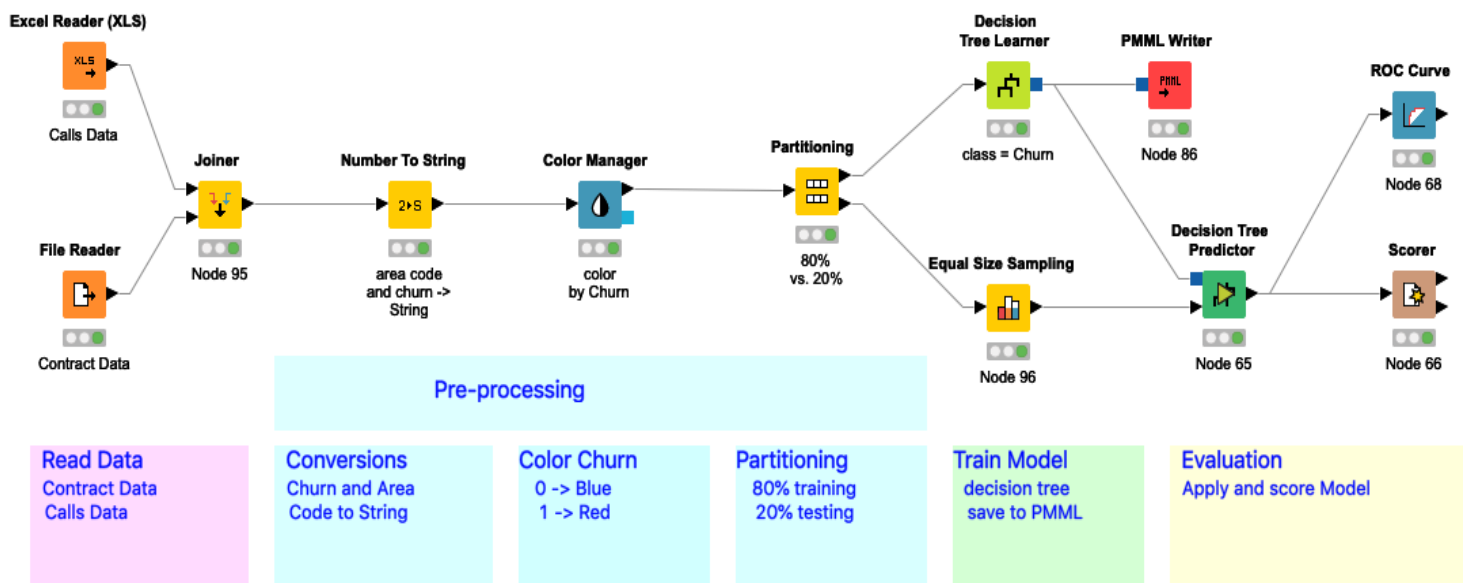 Excel Reader (XLS)
XLS
Calls Data
File Reader
Contract Data
Joiner
Node 95
Number To String
2 S
area code
and churn ->
String
Color Manager
color
by Churn
Partitioning
80%
vs. 20%
Decision
Tree Learner
class = Churn
PMML Writer
PMML
Node 86
Equal Size Sampling
Node 96
Decision Tree
Predictor
Node 65
ROC Curve
Node 68
Scorer
Node 66
Pre-processing
Read Data
Contract Data
Calls Data
Conversions
Churn and Area
Code to String
Color Churn
0 -> Blue
1 -> Red
Partitioning
80% training
20% testing
Train Model
decision tree
save to PMML
Evaluation
Apply and score Model